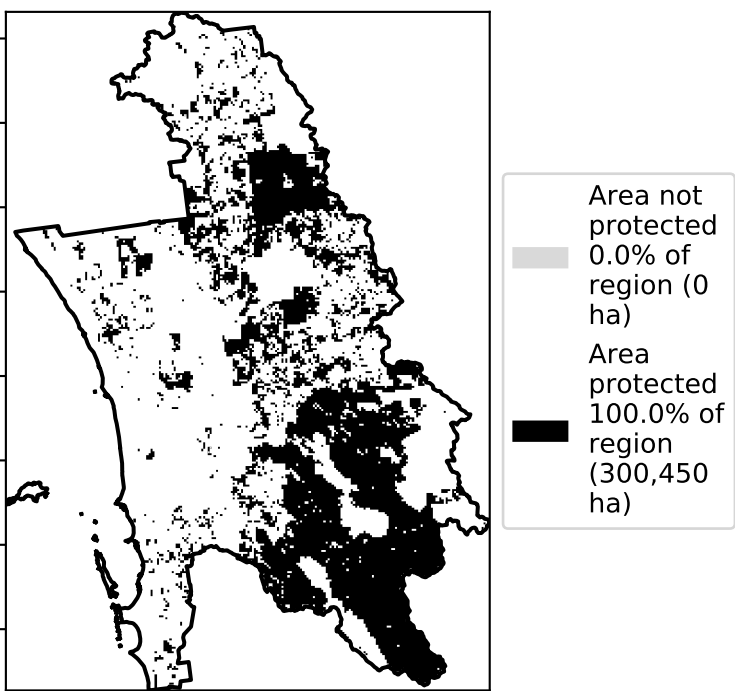 Area not
protected
0.0% of
region (0
ha)
Area
protected
100.0% of
region
(300,450
ha)